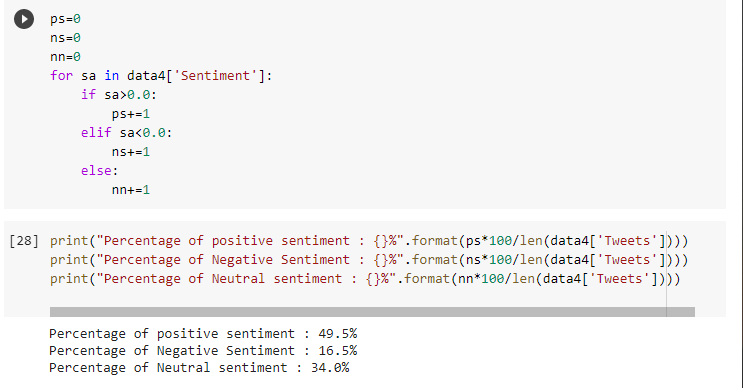 ps=0
ns=0
nn=0
for sa in data4['Sentiment']:
    if sa>0.0:
        ps+=1
    elif sa<0.0:
        ns+=1
    else:
        nn+=1
[28] print("Percentage of positive sentiment : {}%".format(ps*100/len(data4['Tweets'])))
print("Percentage of Negative Sentiment : {}%".format(ns*100/len(data4['Tweets'])))
print("Percentage of Neutral sentiment : {}%".format(nn*100/len(data4['Tweets'])))
Percentage of positive sentiment : 49.5%
Percentage of Negative Sentiment : 16.5%
Percentage of Neutral sentiment : 34.0%